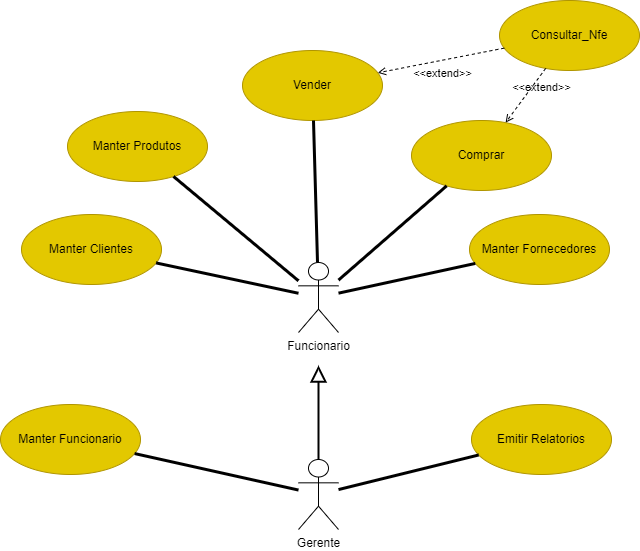 Consultar_Nfe
<<extend>>
<<extend>>
Vender
Manter Produtos
Comprar
Manter Clientes
Manter Fornecedores
Funcionario
Manter Funcionario
Emitir Relatorios
Gerente